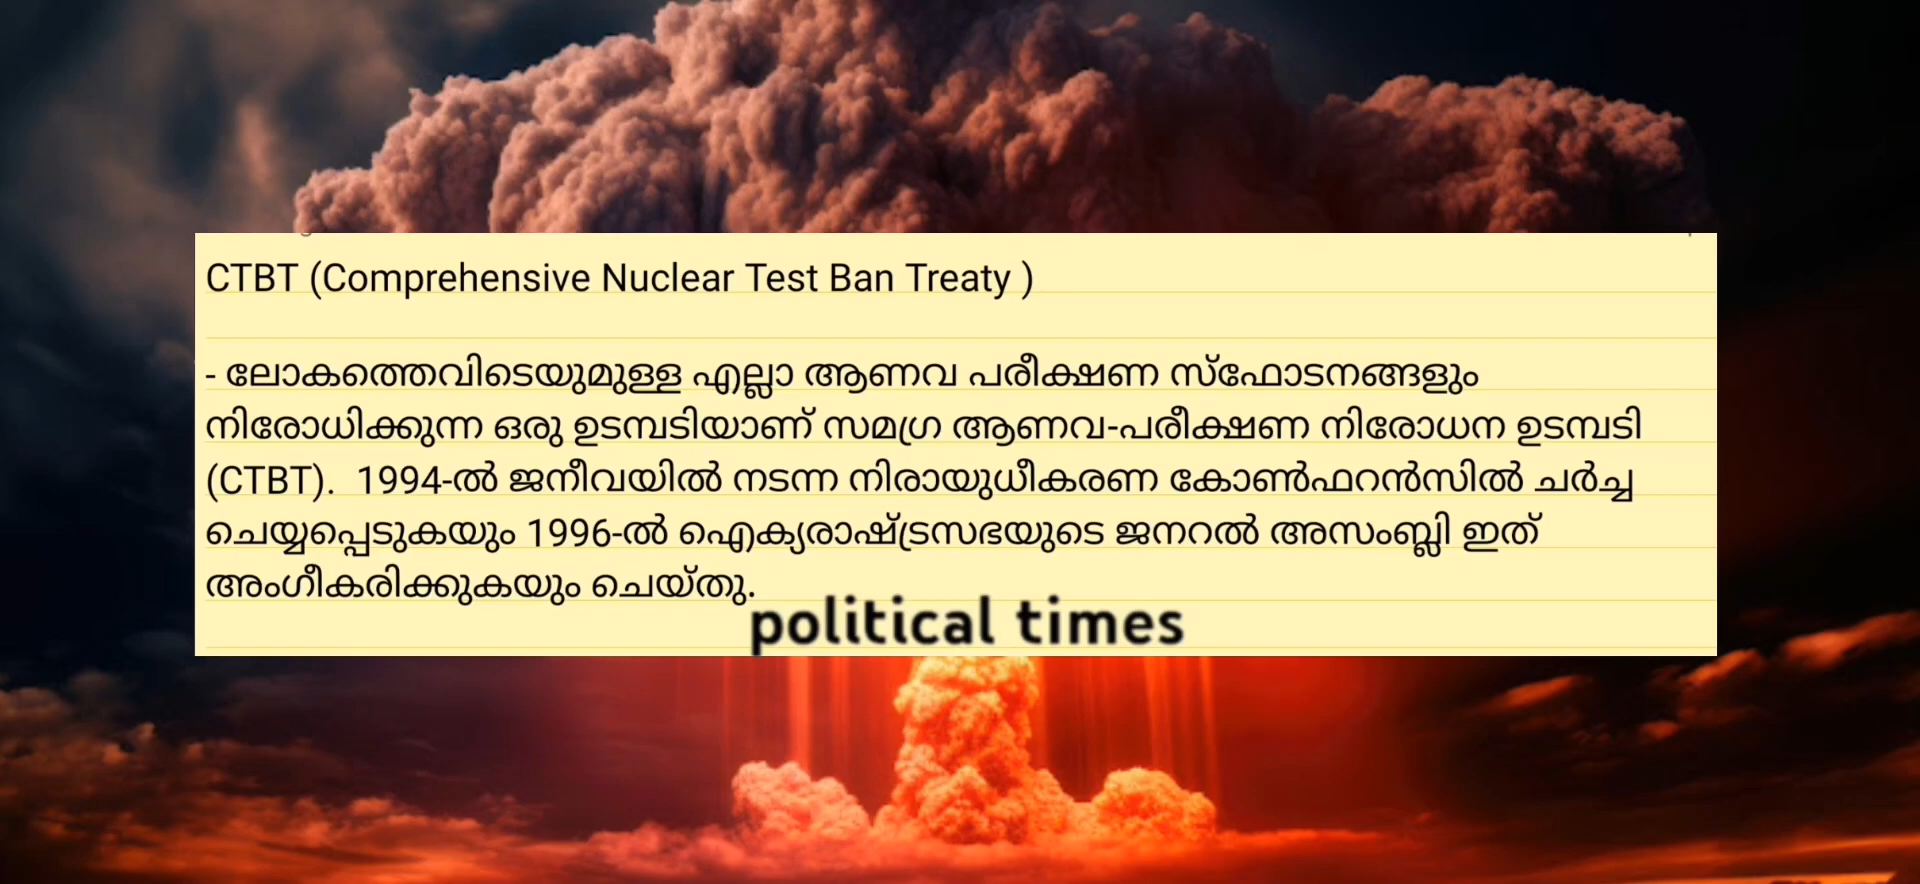 CTBT (Comprehensive Nuclear Test Ban Treaty )
- ലോകത്തെവിടെയുമുള്ള എല്ലാ ആണവ പരീക്ഷണ സ്ഫോടനങ്ങളും
നിരോധിക്കുന്ന ഒരു ഉടമ്പടിയാണ് സമഗ്ര ആണവ-പരീക്ഷണ നിരോധന ഉടമ്പടി
(CTBT).  1994-ൽ ജനീവയിൽ നടന്ന നിരായുധീകരണ കോൺഫറൻസിൽ ചർച്ച
ചെയ്യപ്പെടുകയും 1996-ൽ ഐക്യരാഷ്ട്രസഭയുടെ ജനറൽ അസംബ്ലി ഇത്
അംഗീകരിക്കുകയും ചെയ്തു.
political times